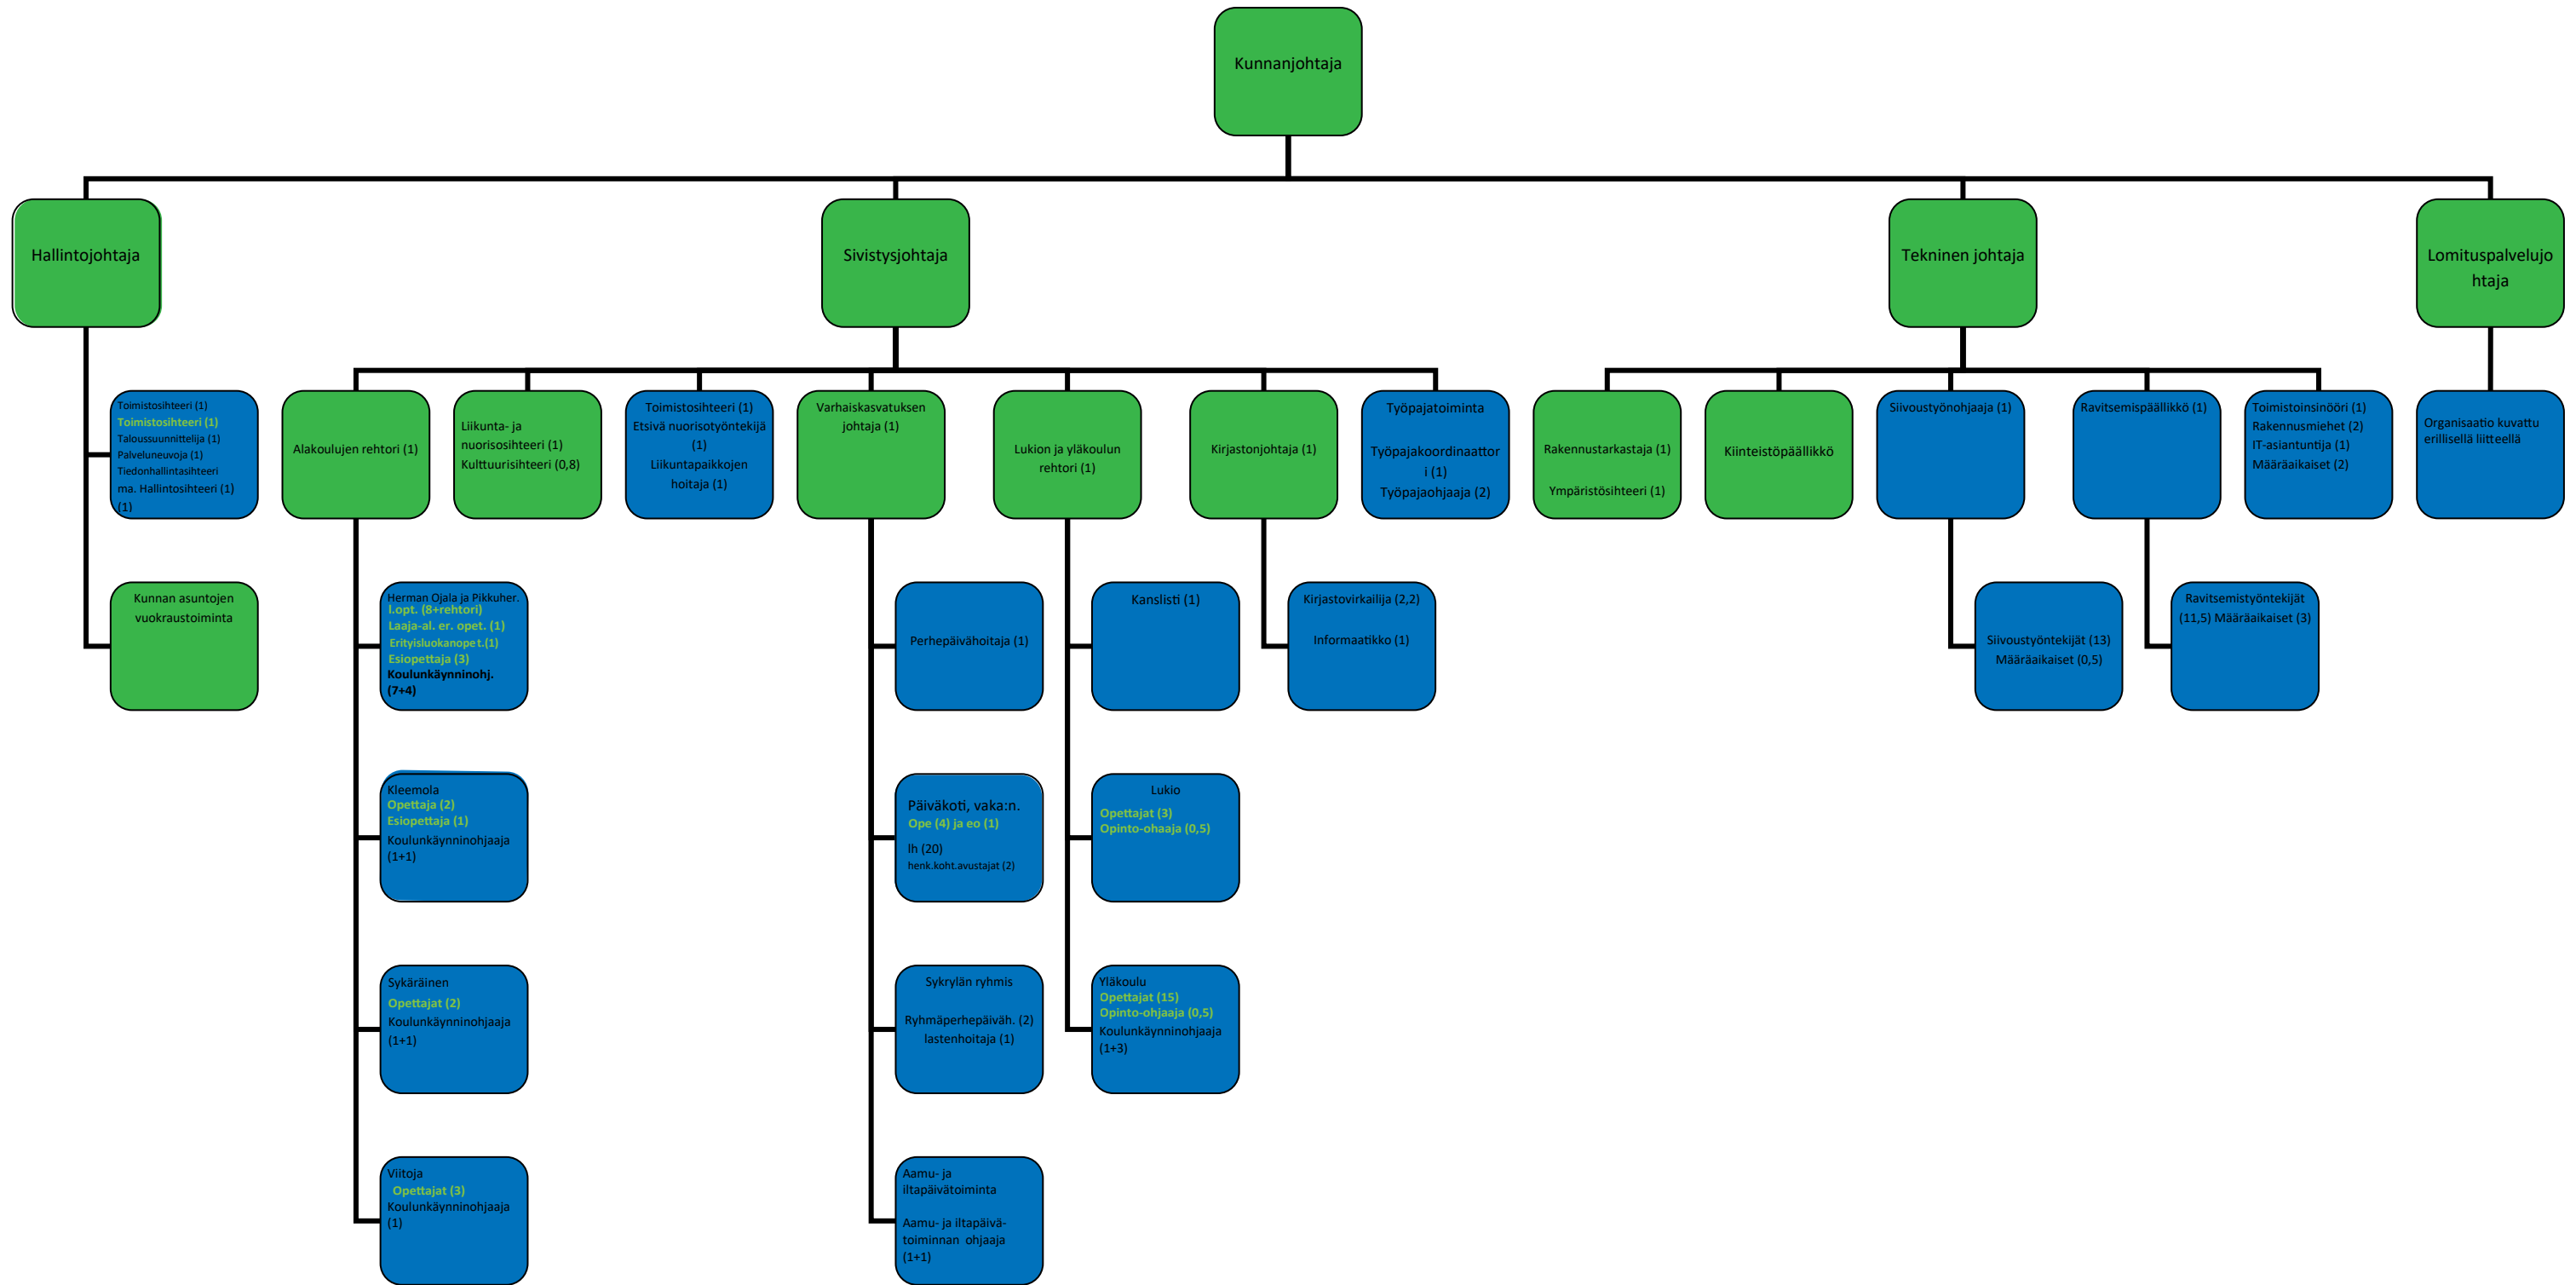 Kunnanjohtaja
Hallintojohtaja
Sivistysjohtaja
Tekninen johtaja
Lomituspalvelujo
htaja
Toimistosihteeri (1)
Toimistosihteeri (1)
Taloussuunnittelija (1)
Palveluneuvoja (1)
Tiedonhallintasihteeri
ma. Hallintosihteeri (1)
(1)
Kunnan asuntojen
vuokraustoiminta
Alakoulujen rehtori (1)
Liikunta- ja
nuorisosihteeri (1)
Kulttuurisihteeri (0,8)
Toimistosihteeri (1)
Etsivä nuorisotyöntekijä
(1)
Liikuntapaikkojen
hoitaja (1)
Varhaiskasvatuksen
johtaja (1)
Lukion ja yläkoulun
rehtori (1)
Kirjastonjohtaja (1)
Työpajatoiminta
Työpajakoordinaattor
i (1)
Työpajaohjaaja (2)
Rakennustarkastaja (1)
Ympäristösihteeri (1)
Kiinteistöpäällikkö
Siivoustyönohjaaja (1)
Ravitsemispäällikkö (1)
Toimistoinsinööri (1)
Rakennusmiehet (2)
IT-asiantuntija (1)
Määräaikaiset (2)
Organisaatio kuvattu
erillisellä liitteellä
Herman Ojala ja Pikkuher.
l.opt. (8+rehtori)
Laaja-al. er. opet. (1)
Erityisluokanopet.(1)
Esiopettaja (3)
Koulunkäynninohj.
(7+4)
Perhepäivähoitaja (1)
Kanslisti (1)
Kirjastovirkailija (2,2)
Informaatikko (1)
Siivoustyöntekijät (13)
Määräaikaiset (0,5)
Ravitsemistyöntekijät
(11,5) Määräaikaiset (3)
Kleemola
Opettaja (2)
Esiopettaja (1)
Koulunkäynninohjaaja
(1+1)
Päiväkoti, vaka:n.
Ope (4) ja eo (1)
lh (20)
henk.koht.avustajat (2)
Lukio
Opettajat (3)
Opinto-ohaaja (0,5)
Sykäräinen
Opettajat (2)
Koulunkäynninohjaaja
(1+1)
Sykrylän ryhmis
Ryhmäperhepäiväh. (2)
lastenhoitaja (1)
Yläkoulu
Opettajat (15)
Opinto-ohjaaja (0,5)
Koulunkäynninohjaaja
(1+3)
Viitoja
Opettajat (3)
Koulunkäynninohjaaja
(1)
Aamu- ja
iltapäivätoiminta
Aamu- ja iltapäivä-
toiminnan ohjaaja
(1+1)